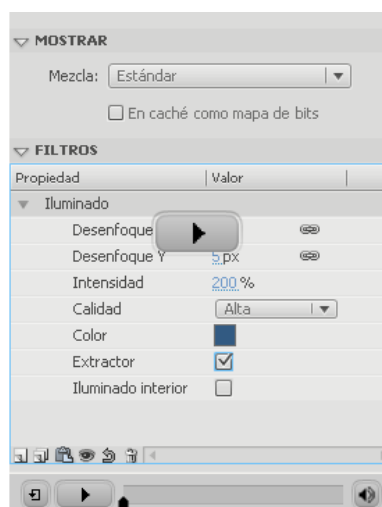 MOSTRAR
Mezcla: Estándar
En caché como mapa de bits
FILTROS
Propiedad Valor
Iluminado
Desenfoque
Desenfoque Y 5 px
Intensidad 200 %
Calidad Alta
Color
Extractor
Iluminado interior